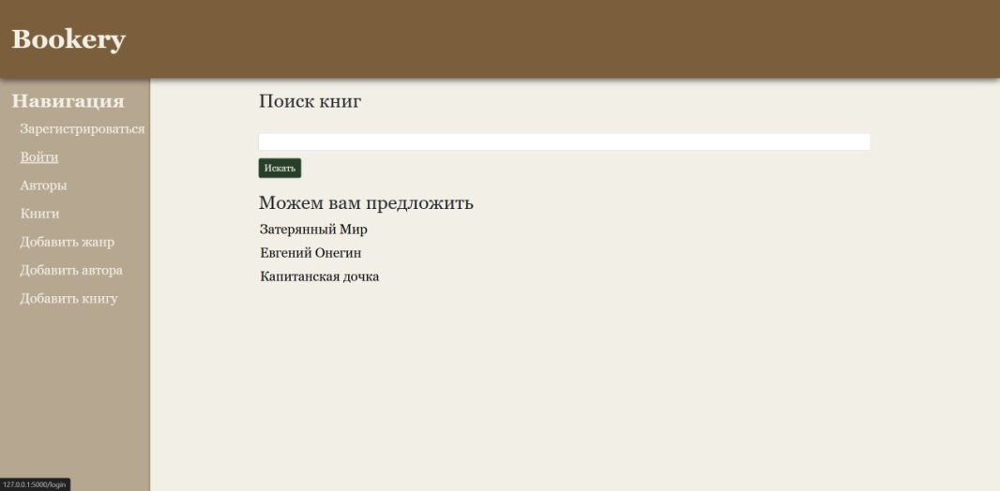 Bookery
Навигация
Зарегистрироваться
Войти
Авторы
Книги
Добавить жанр
Добавить автора
Добавить книгу
Поиск книг
Искать
Можем вам предложить
Затерянный Мир
Евгений Онегин
Капитанская дочка
127.0.0.1:5000/login